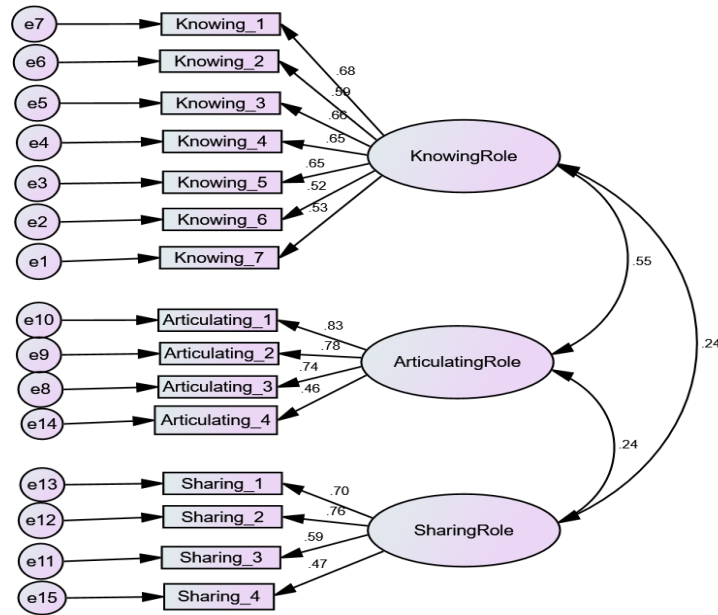 e7 Knowing_1
e6 Knowing_2
e5 Knowing_3
e4 Knowing_4
e3 Knowing_5
e2 Knowing_6
e1 Knowing_7
.68
.59
.66
.65
.65
.52
.53
KnowingRole
.55
.24
e10 Articulating_1
e9 Articulating_2
e8 Articulating_3
e14 Articulating_4
.83
.78
.74
.46
ArticulatingRole
.24
e13 Sharing_1
e12 Sharing_2
e11 Sharing_3
e15 Sharing_4
.70
.76
.59
.47
SharingRole